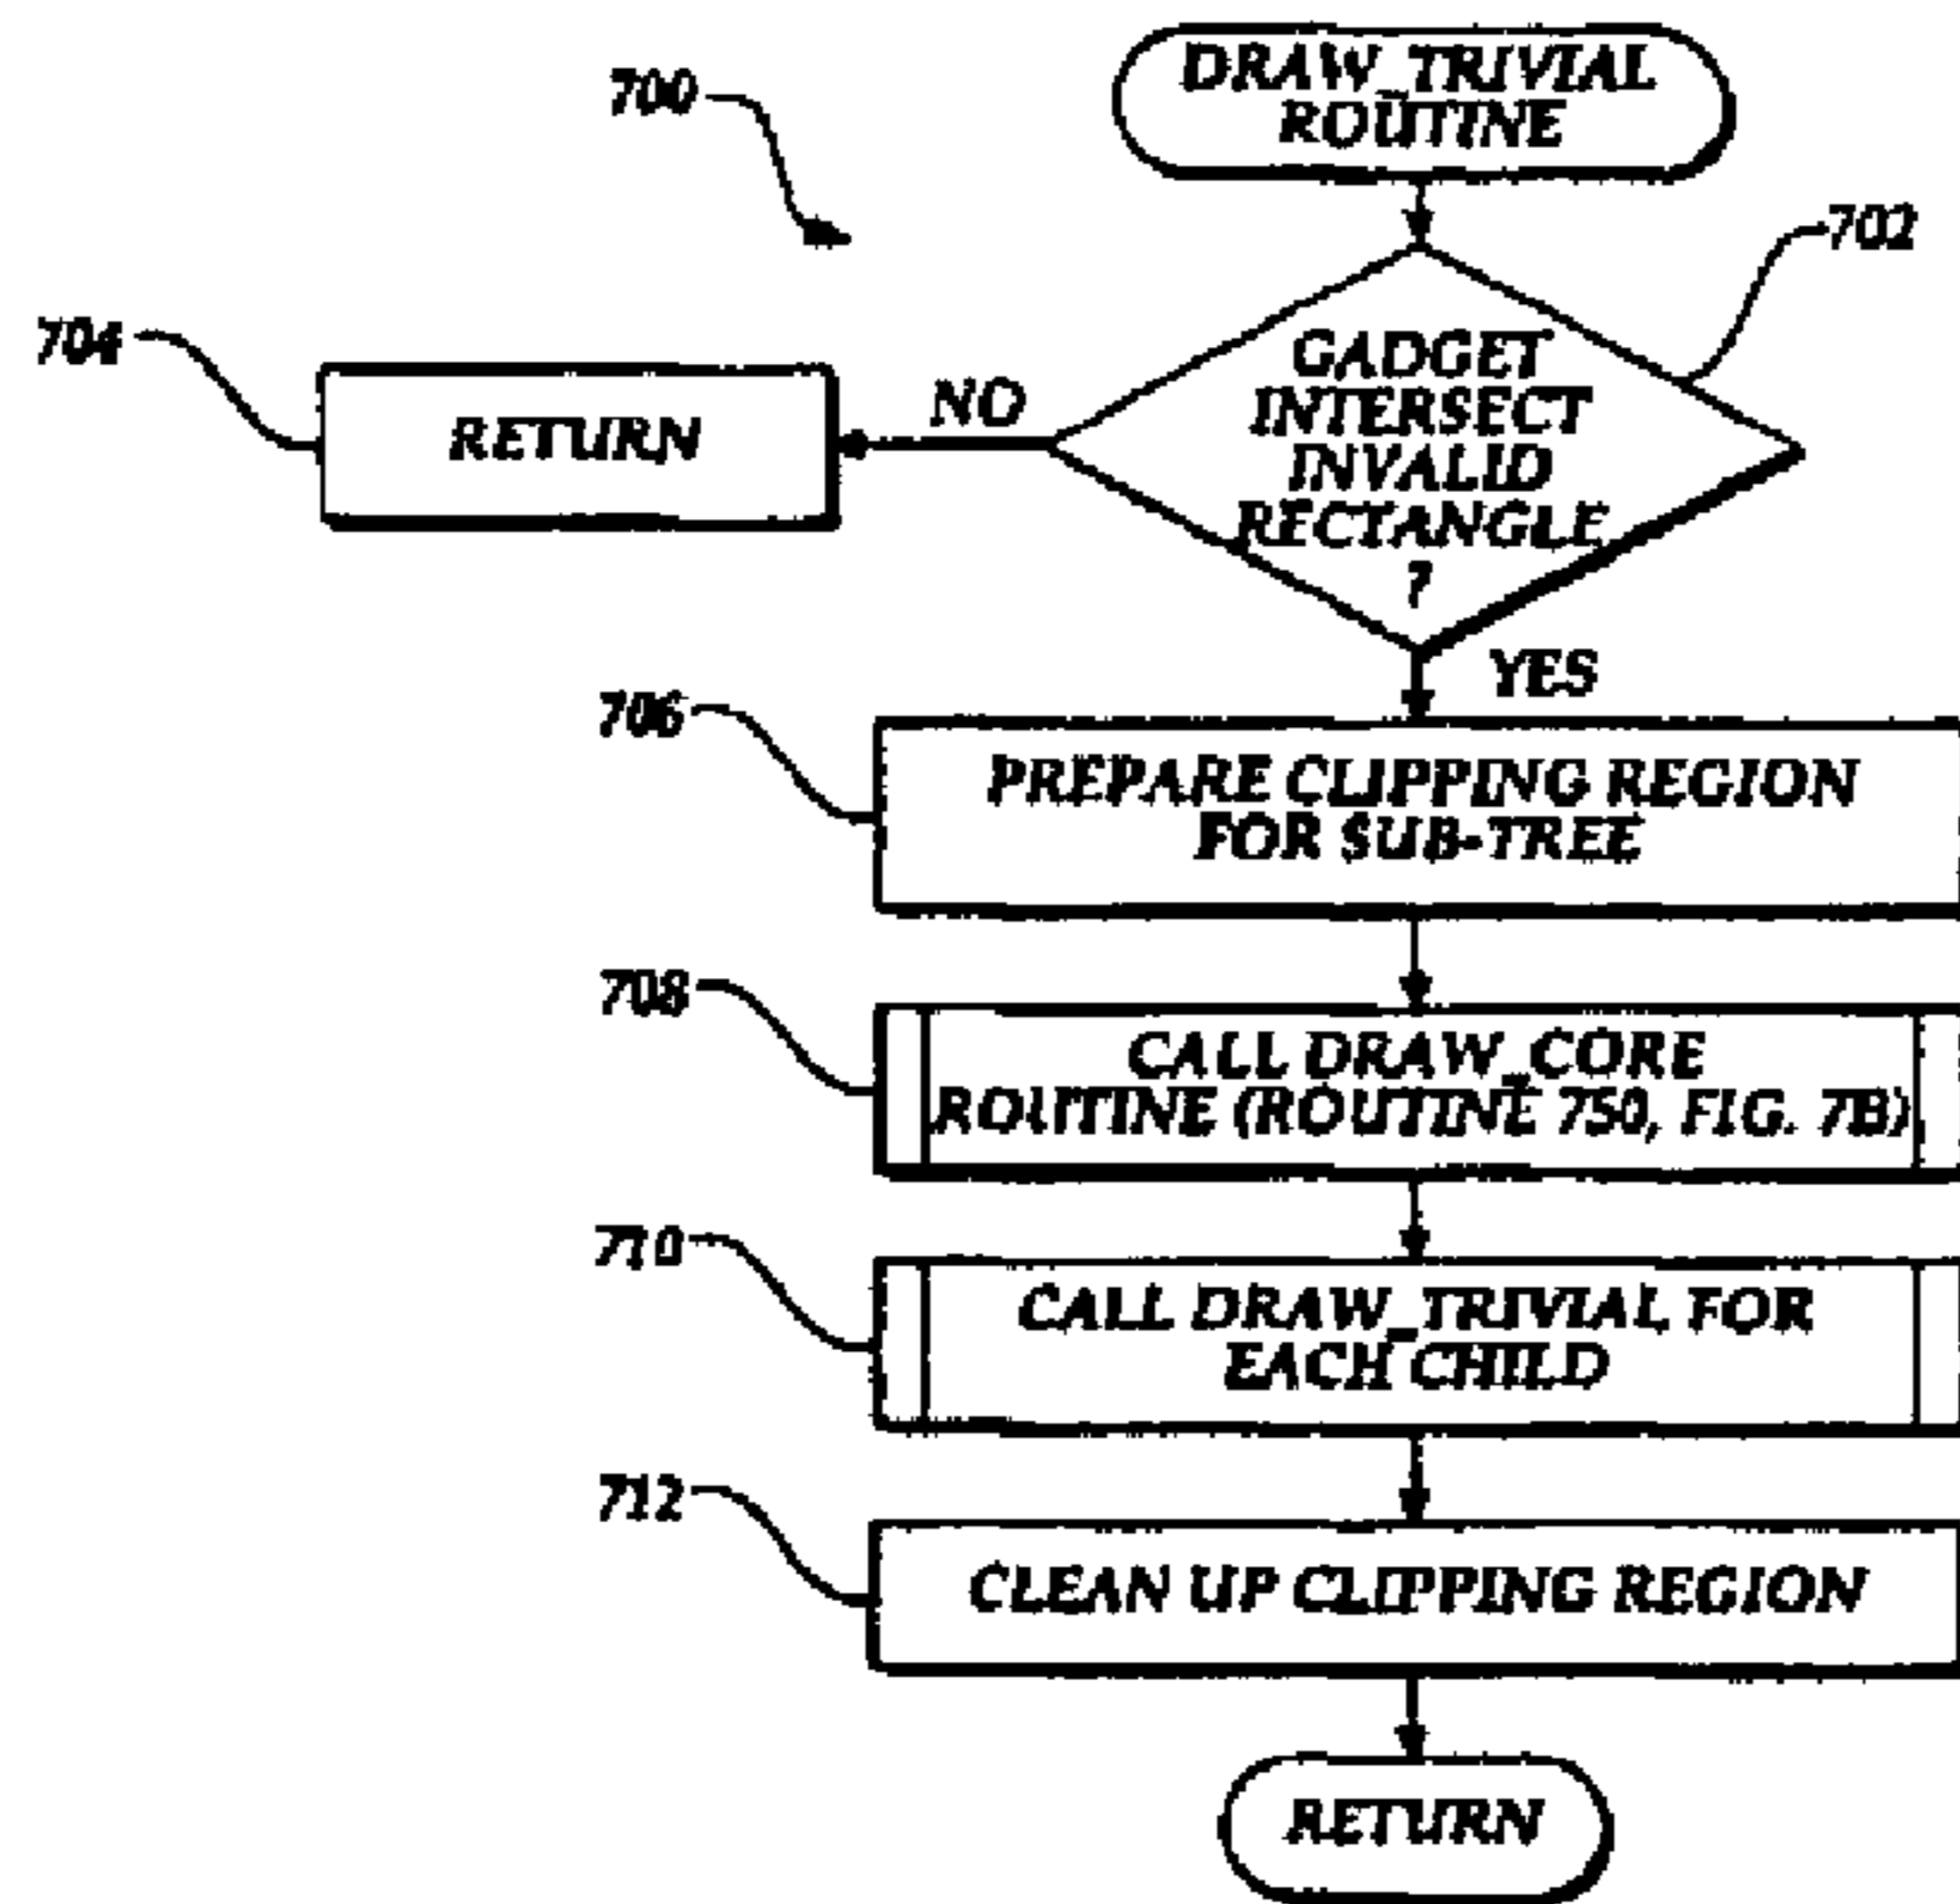 700
DRAW_TRIVIAL
ROUTINE
702
704
RETURN
NO
GADGET
INTERSECT
INVALID
RECTANGLE
?
YES
706
PREPARE CLIPPING REGION
FOR SUB-TREE
708
CALL DRAW_CORE
ROUTINE (ROUTINE 750, FIG. 7B)
710
CALL DRAW_TRIVIAL FOR
EACH CHILD
712
CLEAN UP CLIPPING REGION
RETURN